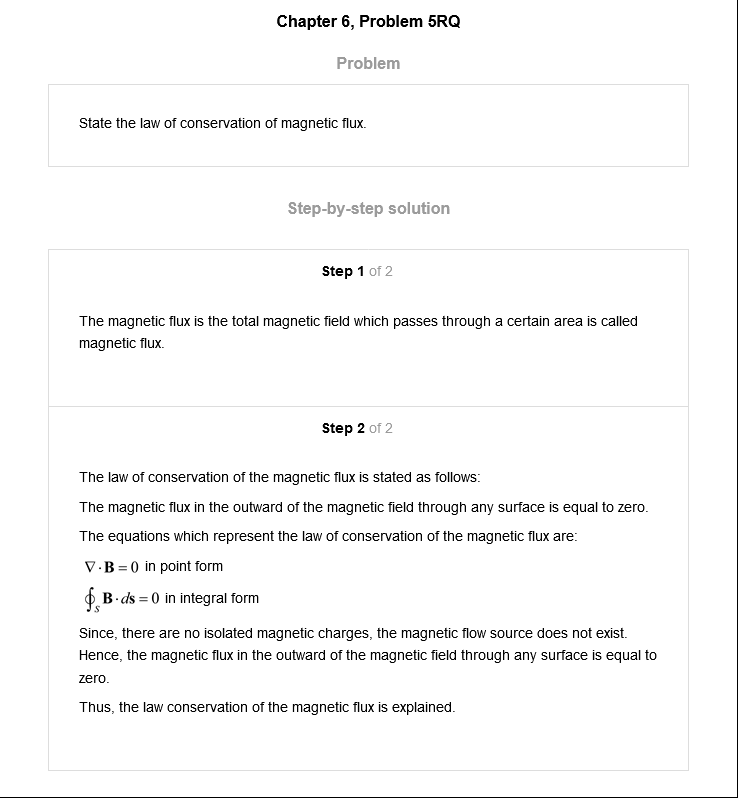 Chapter 6, Problem 5RQ
Problem
State the law of conservation of magnetic flux.
Step-by-step solution
Step 1 of 2
The magnetic flux is the total magnetic field which passes through a certain area is called
magnetic flux.
Step 2 of 2
The law of conservation of the magnetic flux is stated as follows:
The magnetic flux in the outward of the magnetic field through any surface is equal to zero.
The equations which represent the law of conservation of the magnetic flux are:
∇·B = 0 in point form
∮_S B·ds = 0 in integral form
Since, there are no isolated magnetic charges, the magnetic flow source does not exist.
Hence, the magnetic flux in the outward of the magnetic field through any surface is equal to
zero.
Thus, the law conservation of the magnetic flux is explained.